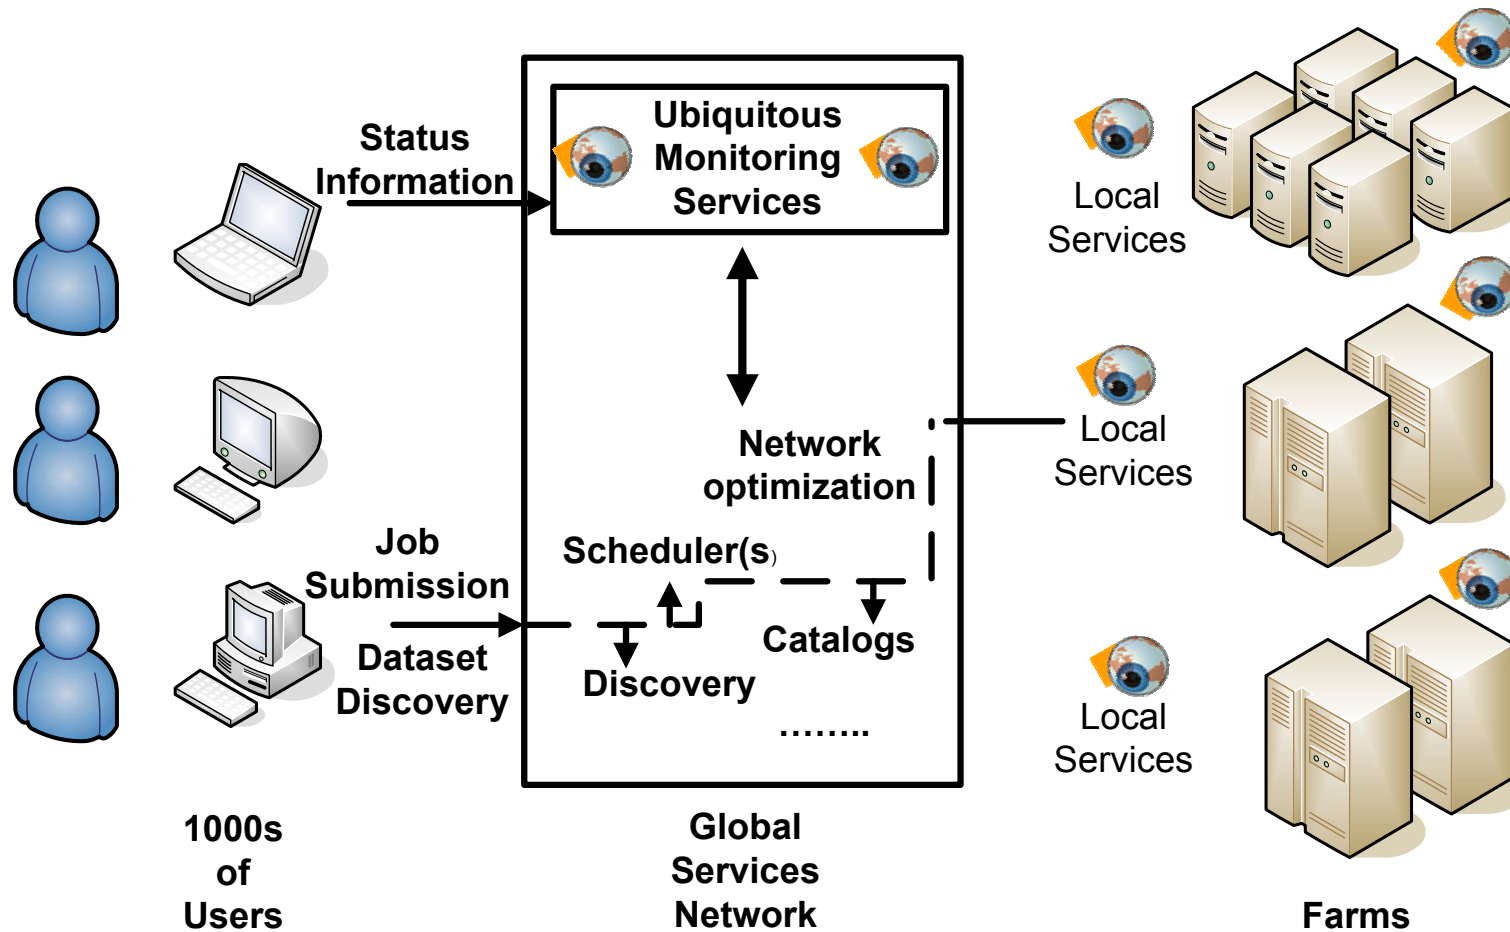 Status
Information
Job
Submission
Dataset
Discovery
1000s
of
Users
Ubiquitous
Monitoring
Services
Network
optimization
Scheduler(s)
Catalogs
Discovery
……..
Global
Services
Network
Local
Services
Local
Services
Local
Services
Farms